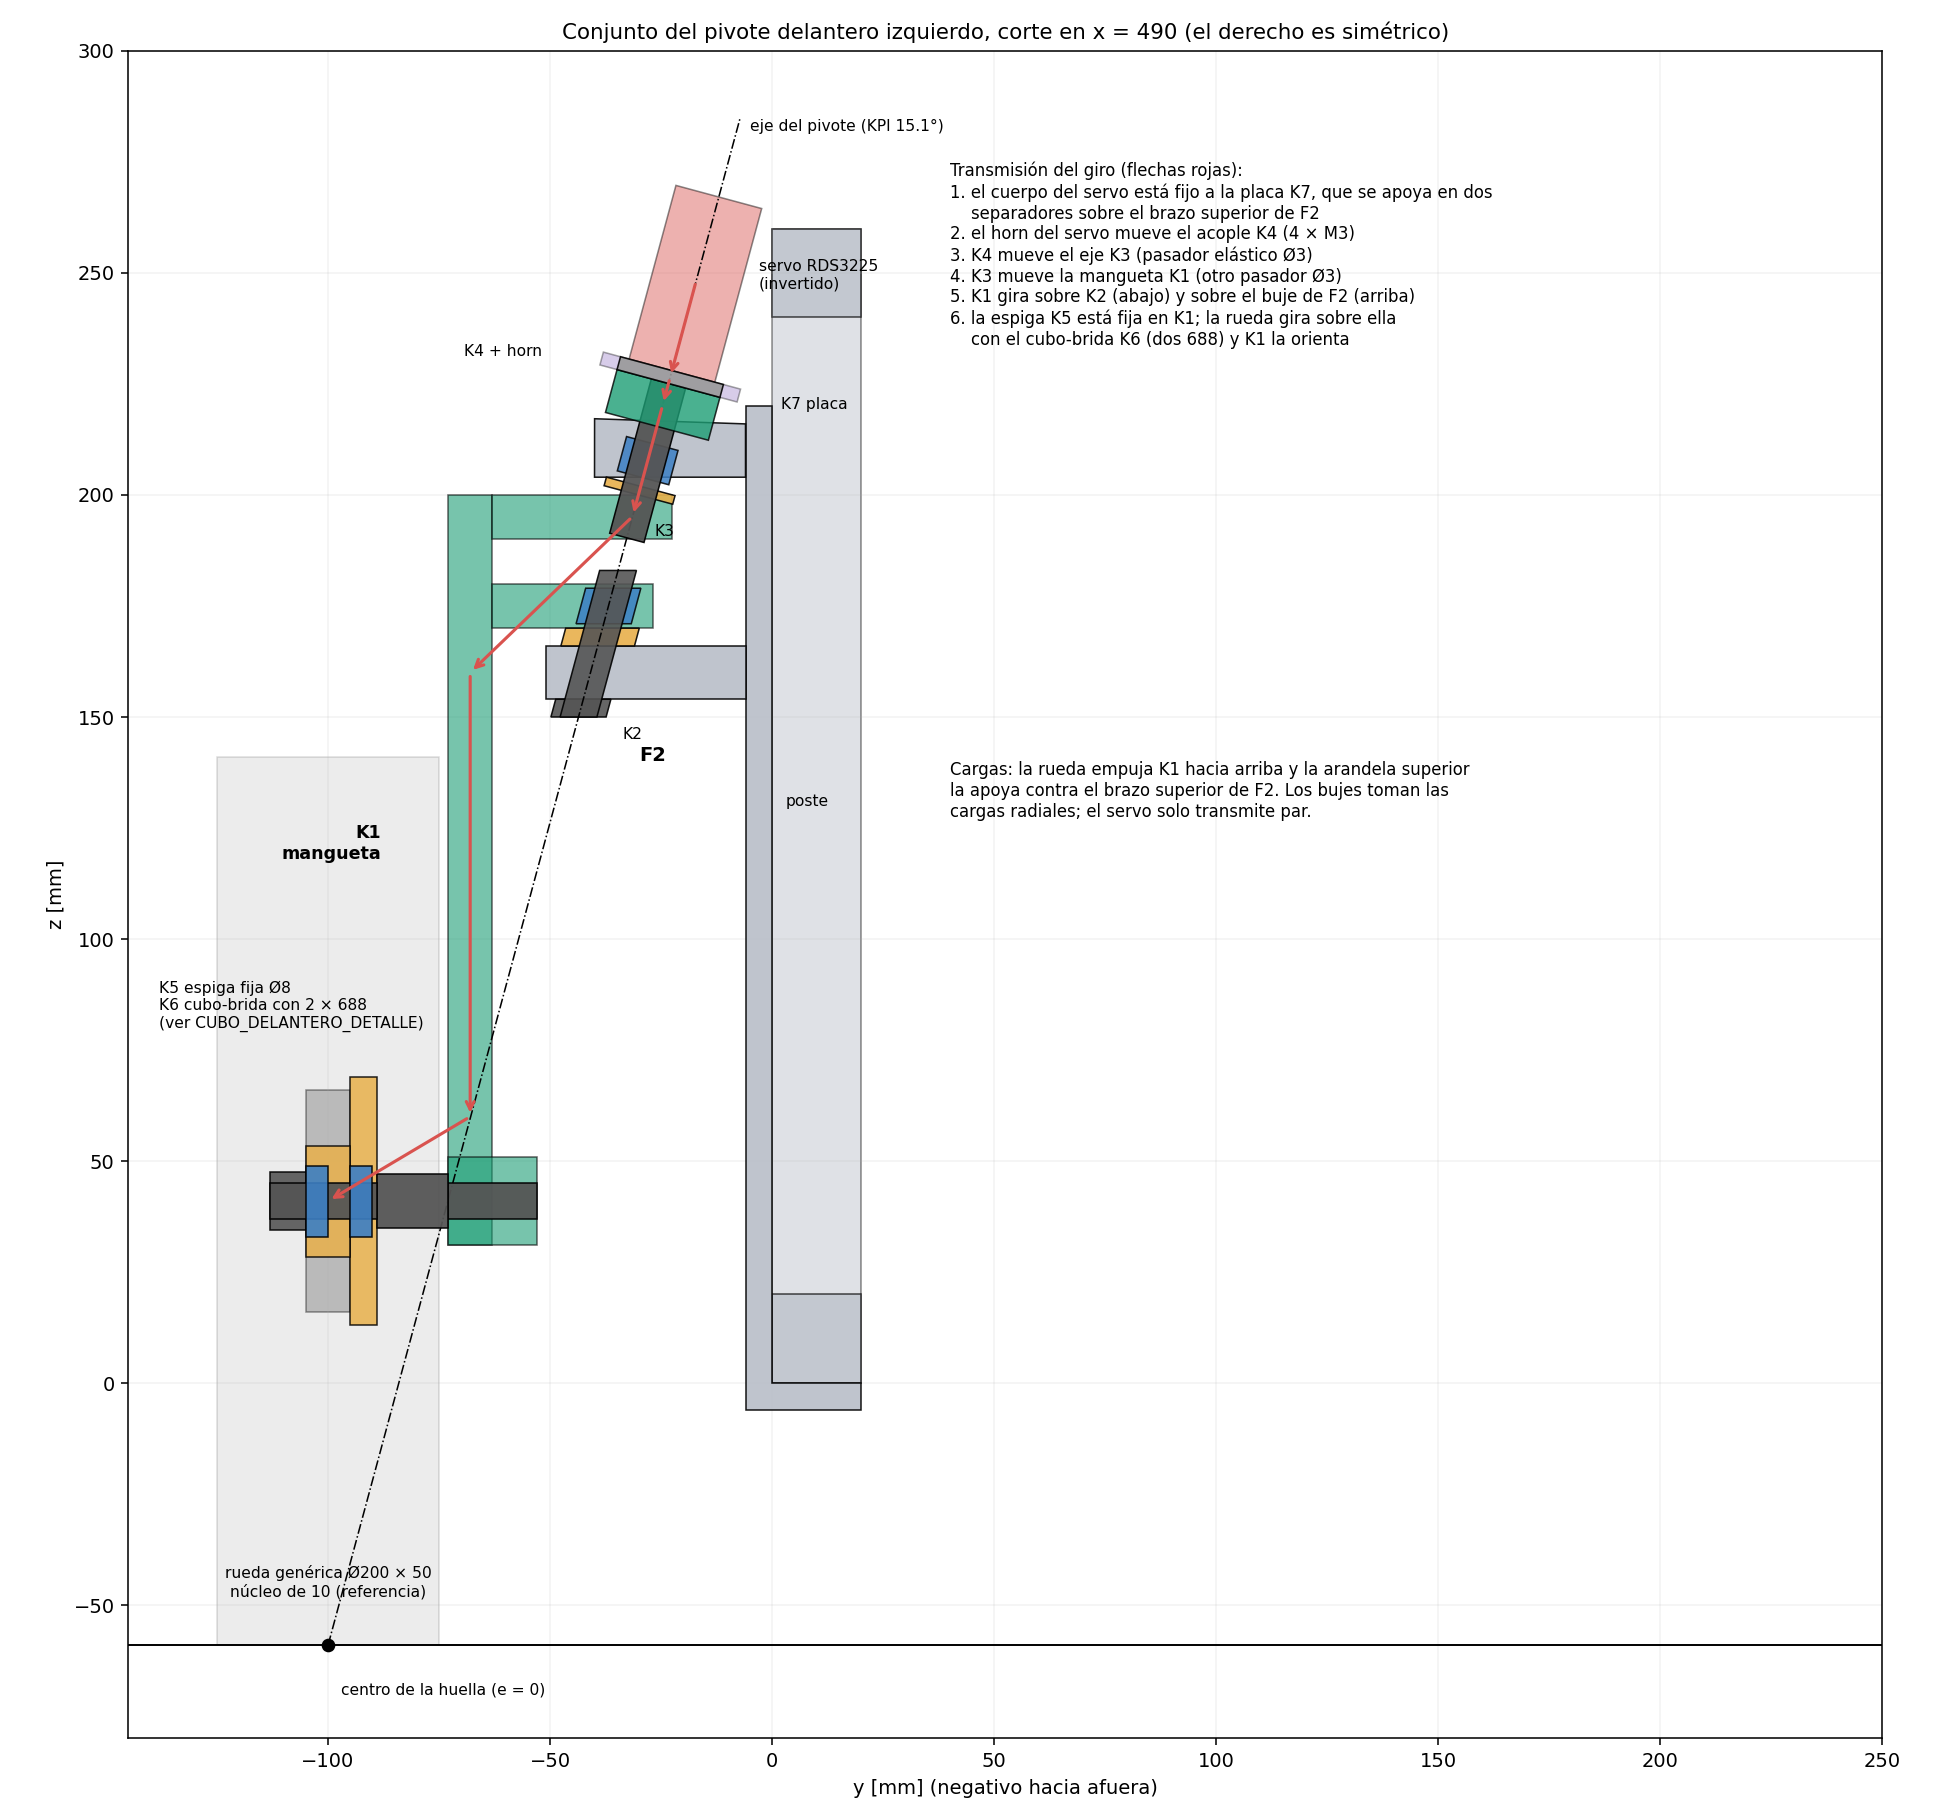 Conjunto del pivote delantero izquierdo, corte en x = 490 (el derecho es simétrico)
300
250
200
150
100
50
0
−50
z [mm]
eje del pivote (KPI 15.1°)
Transmisión del giro (flechas rojas):
1. el cuerpo del servo está fijo a la placa K7, que se apoya en dos
separadores sobre el brazo superior de F2
2. el horn del servo mueve el acople K4 (4 × M3)
3. K4 mueve el eje K3 (pasador elástico Ø3)
4. K3 mueve la mangueta K1 (otro pasador Ø3)
5. K1 gira sobre K2 (abajo) y sobre el buje de F2 (arriba)
6. la espiga K5 está fija en K1; la rueda gira sobre ella
con el cubo-brida K6 (dos 688) y K1 la orienta
servo RDS3225
(invertido)
K4 + horn
K7 placa
K3
K2
F2
Cargas: la rueda empuja K1 hacia arriba y la arandela superior
la apoya contra el brazo superior de F2. Los bujes toman las
cargas radiales; el servo solo transmite par.
poste
K1
mangueta
K5 espiga fija Ø8
K6 cubo-brida con 2 × 688
(ver CUBO_DELANTERO_DETALLE)
rueda genérica Ø200 × 50
núcleo de 10 (referencia)
centro de la huella (e = 0)
−100
−50
0
50
100
150
200
250
y [mm] (negativo hacia afuera)